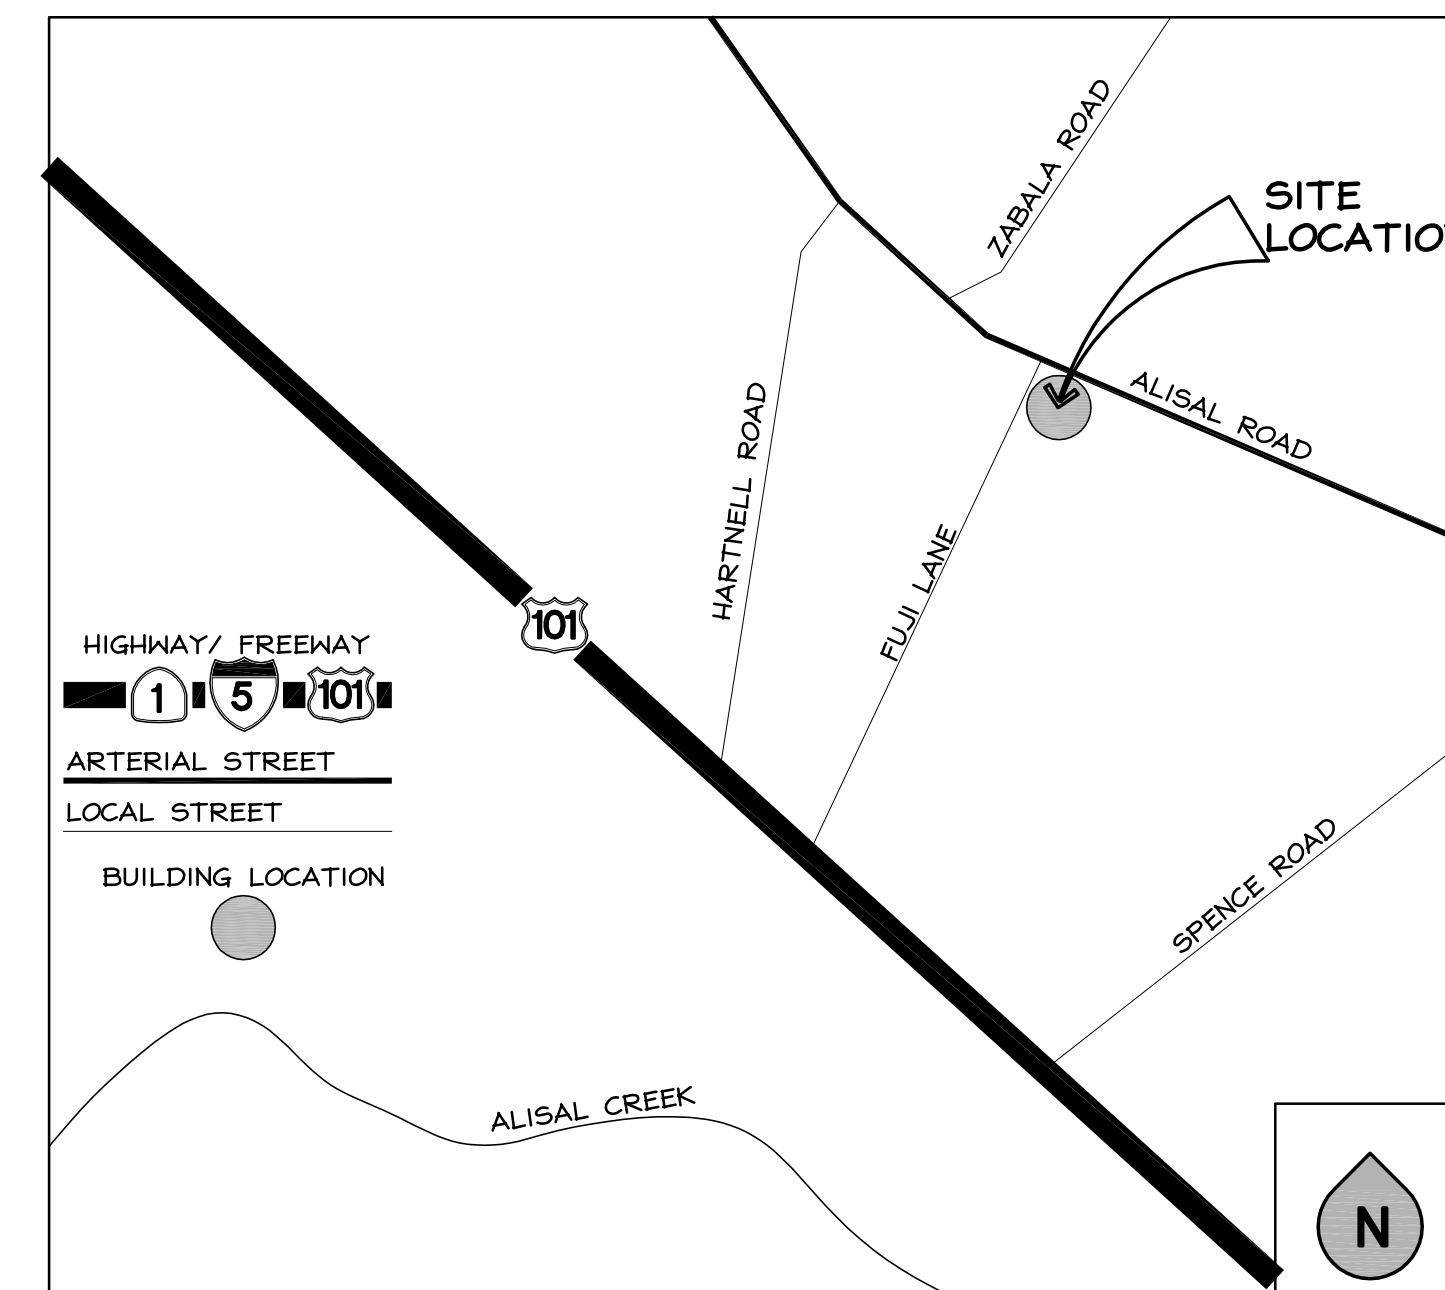 ZABALA ROAD
SITE
LOCATIO
ALISAL ROAD
HARTNELL ROAD
FUJI LANE
101
HIGHWAY/ FREEWAY
1 5 101
ARTERIAL STREET
LOCAL STREET
BUILDING LOCATION
SPENCE ROAD
ALISAL CREEK
N